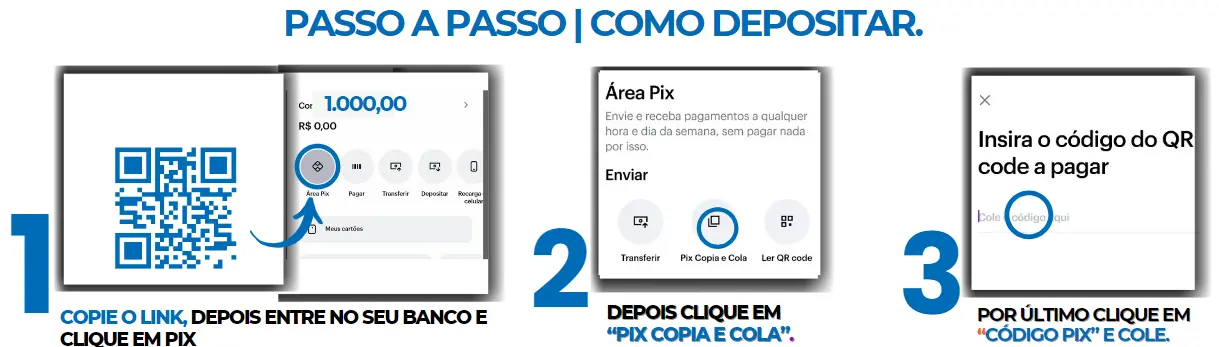 PASSO A PASSO | COMO DEPOSITAR.
1
Cor 1.000,00
R$ 0,00
Área Pix
Pagar
Transferir
Depositar
Recarga
celular
Meus cartões
COPIE O LINK, DEPOIS ENTRE NO SEU BANCO E
CLIQUE EM PIX
2
Área Pix
Envie e receba pagamentos a qualquer
hora e dia da semana, sem pagar nada
por isso.
Enviar
Transferir
Pix Copia e Cola
Ler QR code
DEPOIS CLIQUE EM
“PIX COPIA E COLA”.
3
Insira o código do QR
code a pagar
Cole o código aqui
POR ÚLTIMO CLIQUE EM
“CÓDIGO PIX” E COLE.